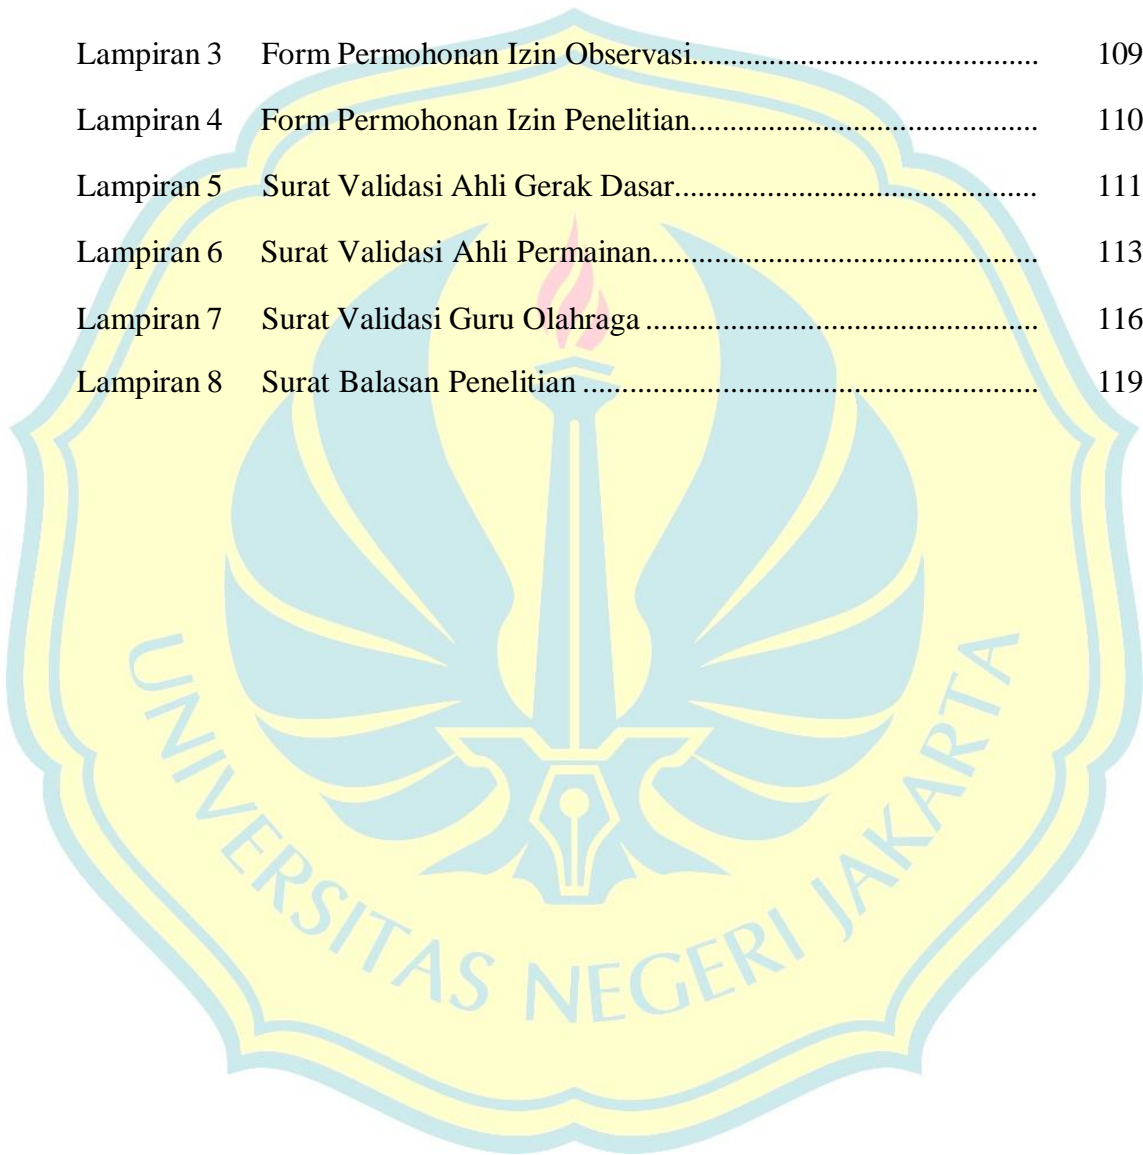 Lampiran 3 Form Permohonan Izin Observasi.......................................... 109
Lampiran 4 Form Permohonan Izin Penelitian.......................................... 110
Lampiran 5 Surat Validasi Ahli Gerak Dasar............................................ 111
Lampiran 6 Surat Validasi Ahli Permainan............................................... 113
Lampiran 7 Surat Validasi Guru Olahraga ................................................ 116
Lampiran 8 Surat Balasan Penelitian ....................................................... 119
UNIVERSITAS NEGERI JAKARTA